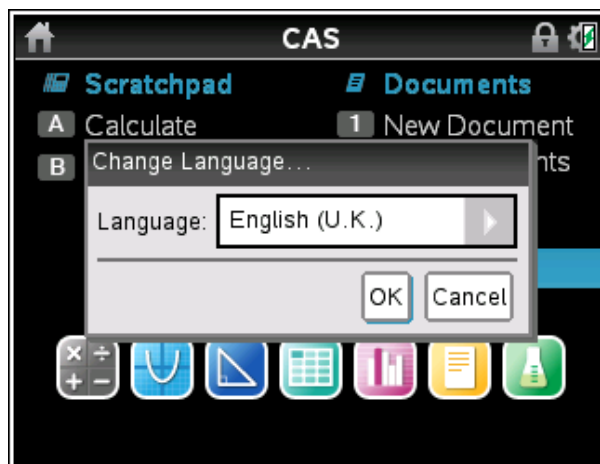 CAS
Scratchpad
Documents
A Calculate
1 New Document
B
nts
Change Language...
Language: English (U.K.)
OK Cancel